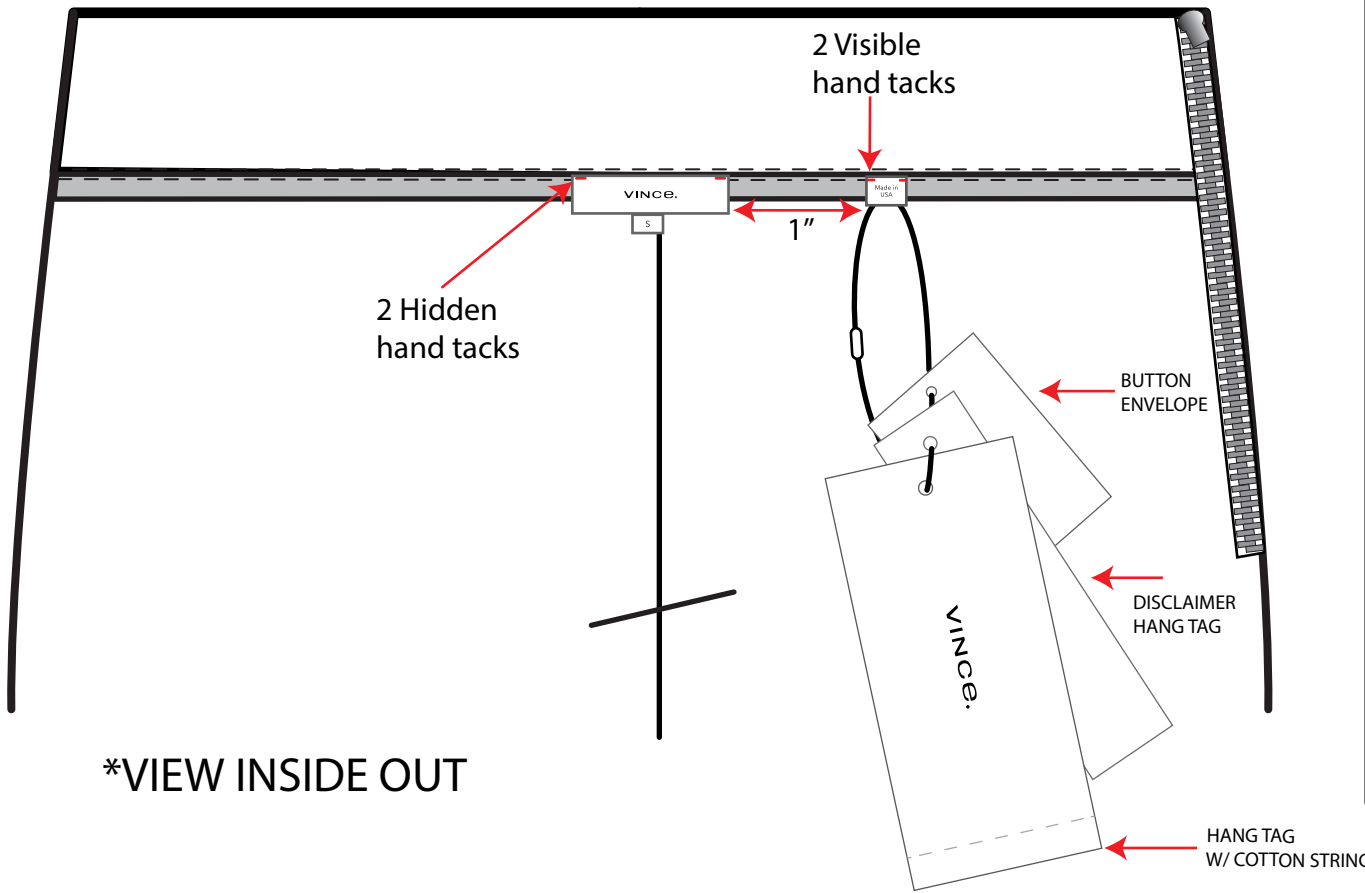 2 Visible
hand tacks
VINCE.
Made in
USA
S
1”
2 Hidden
hand tacks
BUTTON
ENVELOPE
DISCLAIMER
HANG TAG
VINCE.
*VIEW INSIDE OUT
HANG TAG
W/ COTTON STRING